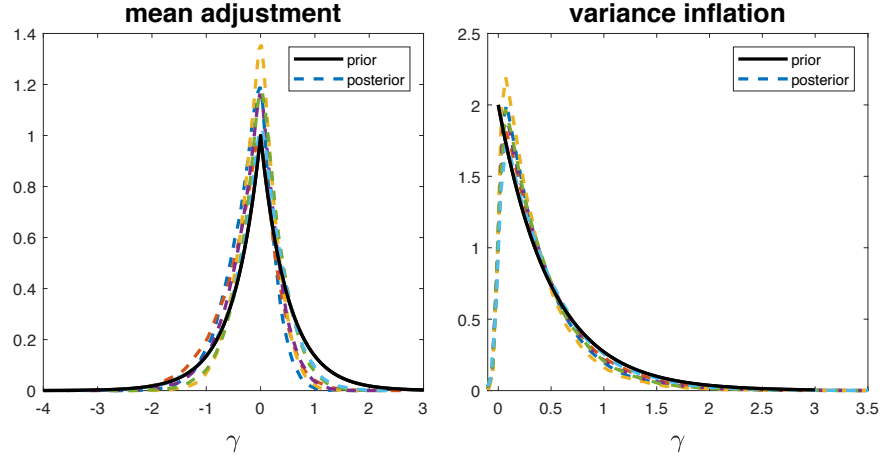 mean adjustment
1.4
1.2
1
0.8
0.6
0.4
0.2
0
-4 -3 -2 -1 0 1 2 3
γ
prior
posterior
variance inflation
2.5
2
1.5
1
0.5
0
0 0.5 1 1.5 2 2.5 3 3.5
γ
prior
posterior